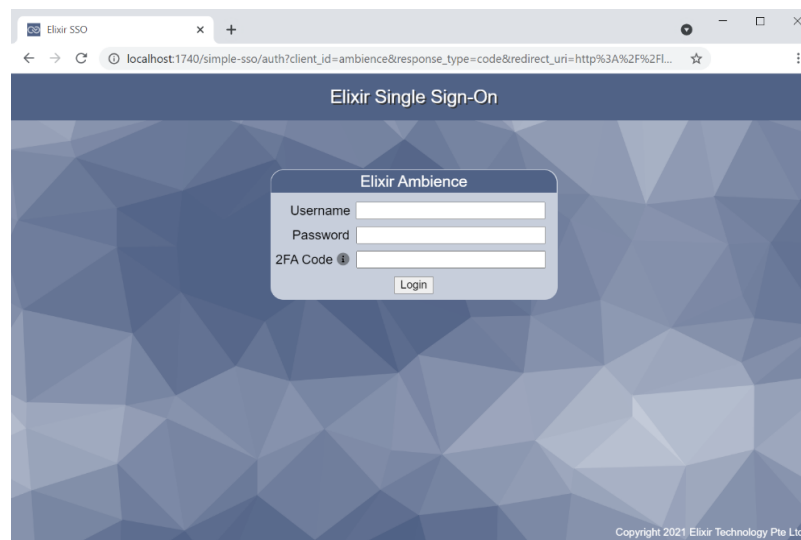 Elixir SSO
localhost:1740/simple-sso/auth?client_id=ambience&response_type=code&redirect_uri=http%3A%2F%2Fl...
Elixir Single Sign-On
Elixir Ambience
Username
Password
2FA Code i
Login
Copyright 2021 Elixir Technology Pte Ltd